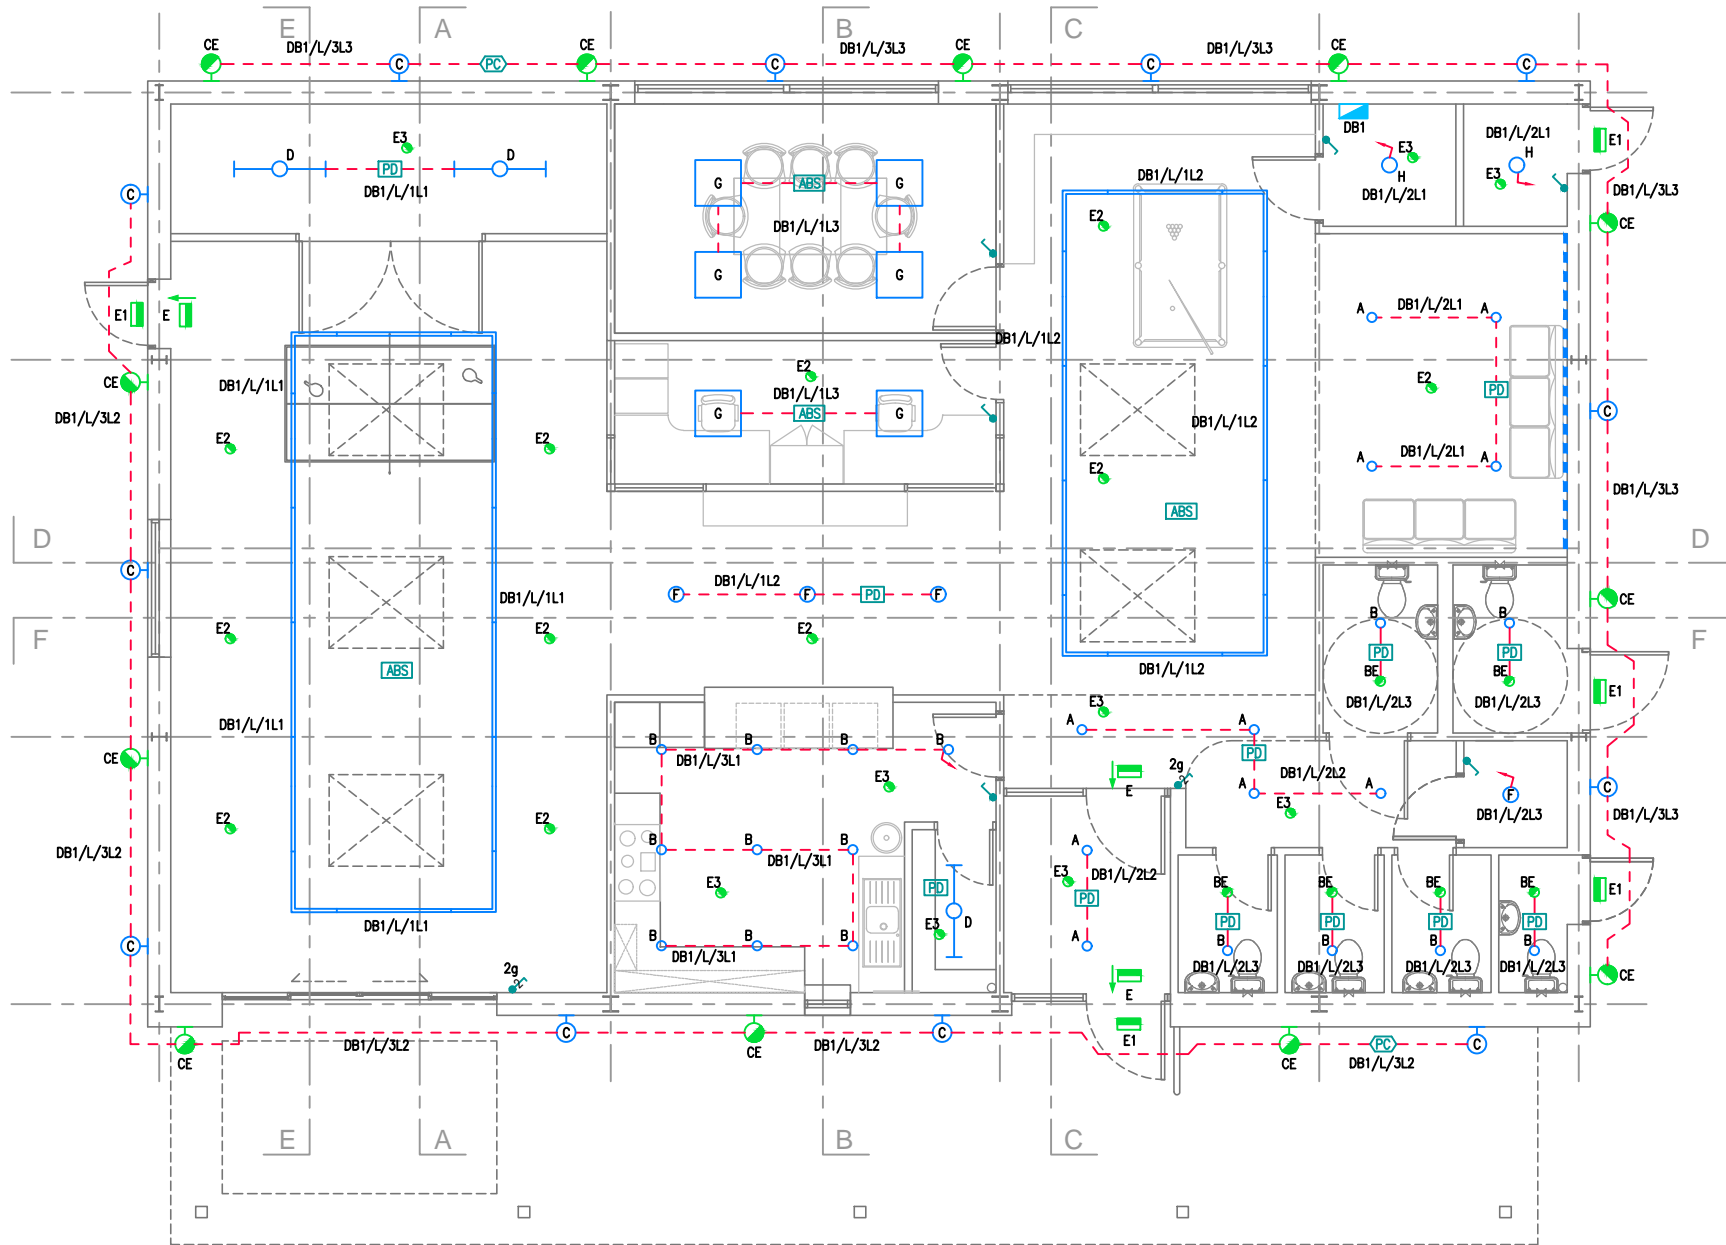 E A B C
CE DB1/L/3L3 CE DB1/L/3L3 CE DB1/L/3L3 CE
C PC C C C
DB1
E3 DB1/L/2L1 E1
D D E3 H E3
PD G ABS G DB1/L/1L2 H E3
DB1/L/1L1 DB1/L/2L1 DB1/L/3L3
C
E2 CE
DB1/L/1L3
G G
DB1/L/2L1
E1 E A A
DB1/L/1L2
CE DB1/L/1L1 E2 E2 PD
DB1/L/1L3
DB1/L/3L2 G ABS G DB1/L/1L2 C
E2 E2 DB1/L/2L1
A A
E2
DB1/L/3L3
ABS
D D
C DB1/L/1L2
DB1/L/1L1 F F PD F CE
E2 E2 E2 B B
F F
PD PD
ABS DB1/L/1L2 BE BE E1
DB1/L/2L3 DB1/L/2L3
DB1/L/1L1 E3
A A
B B B B
CE DB1/L/3L1 PD
2g DB1/L/2L2
E3 E A A F C
E2 E2 E3 DB1/L/2L3 DB1/L/3L3
B B B A
DB1/L/3L2 DB1/L/3L1 DB1/L/2L2
E3 PD E3 BE BE BE BE E1
PD
DB1/L/1L1 D PD PD PD PD
E3
C B B B A B B B B
DB1/L/3L1 DB1/L/2L3 DB1/L/2L3 DB1/L/2L3 DB1/L/2L3
2g E CE
C CE C E1
DB1/L/3L2 DB1/L/3L2 CE PC C
CE DB1/L/3L2
E A B C